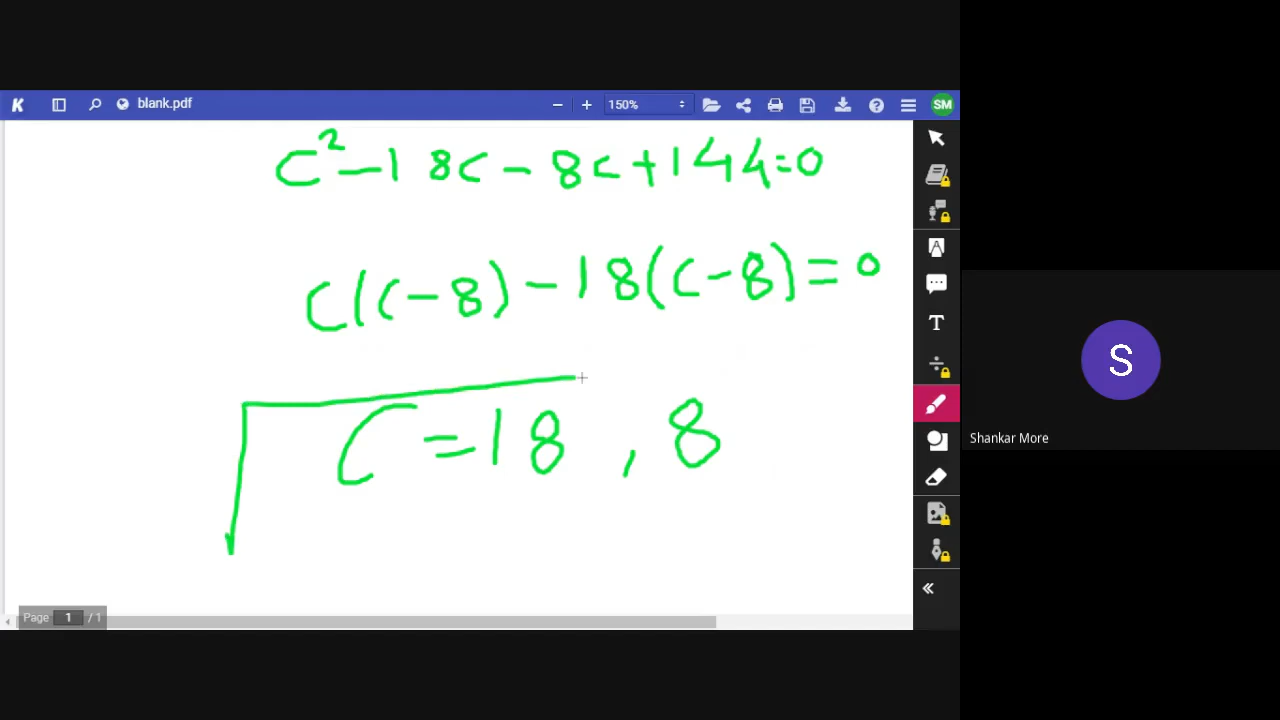 K blank.pdf 150% SM
c² - 18c - 8c + 144 = 0
c(c - 8) - 18(c - 8) = 0
c = 18 , 8
S
Shankar More
Page 1 / 1